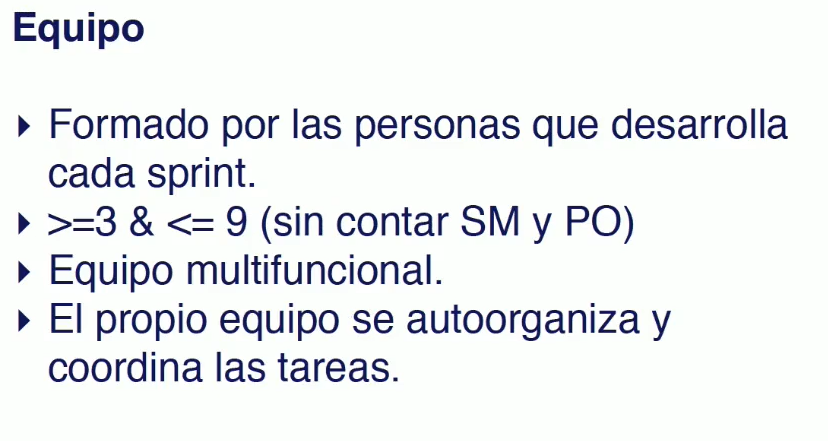 Equipo
‣ Formado por las personas que desarrolla
cada sprint.
‣ >=3 & <= 9 (sin contar SM y PO)
‣ Equipo multifuncional.
‣ El propio equipo se autoorganiza y
coordina las tareas.